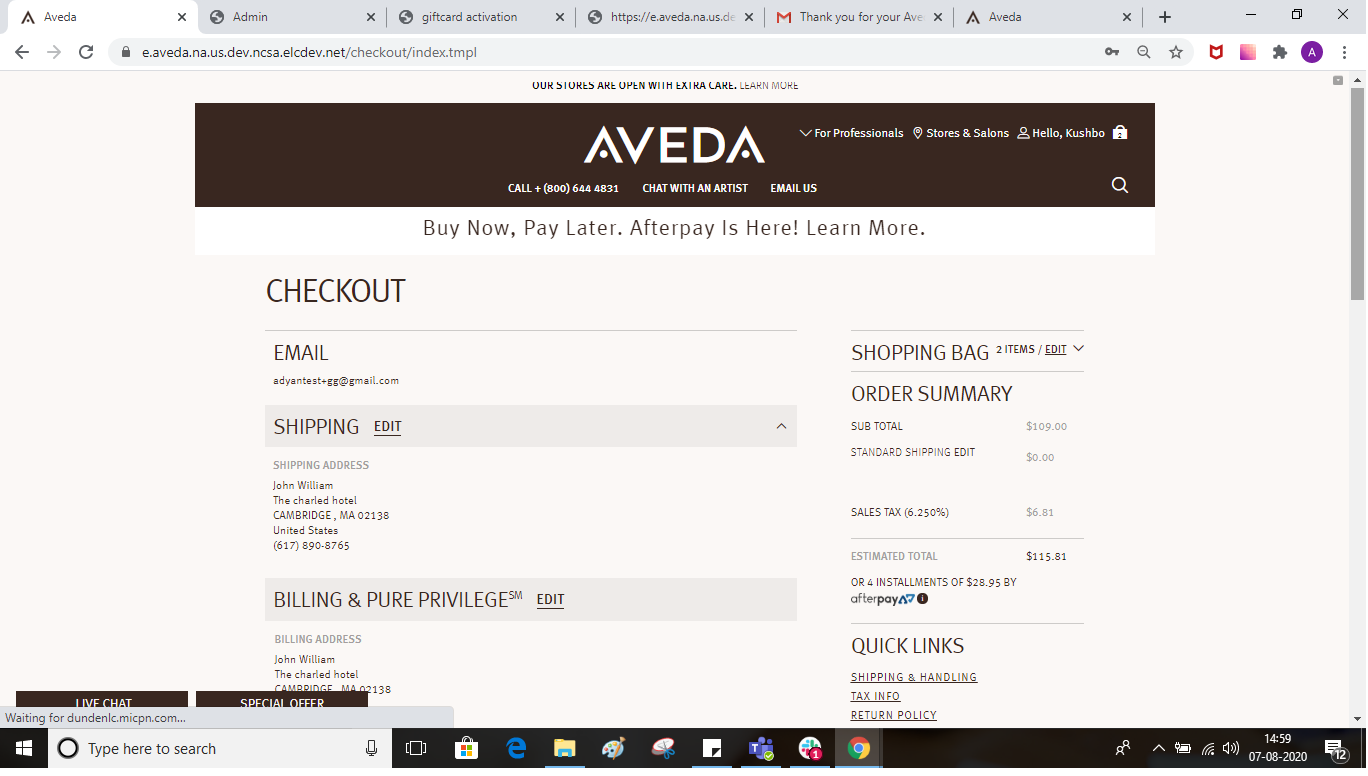 Aveda
Admin
giftcard activation
https://e.aveda.na.us.de
Thank you for your Ave
Aveda
e.aveda.na.us.dev.ncsa.elcdev.net/checkout/index.tmpl
A
OUR STORES ARE OPEN WITH EXTRA CARE. LEARN MORE
AVEDA
For Professionals
Stores & Salons
Hello, Kushbo
2
CALL + (800) 644 4831
CHAT WITH AN ARTIST
EMAIL US
Buy Now, Pay Later. Afterpay Is Here! Learn More.
CHECKOUT
EMAIL
adyantest+gg@gmail.com
SHIPPING EDIT
SHIPPING ADDRESS
John William
The charled hotel
CAMBRIDGE , MA 02138
United States
(617) 890-8765
BILLING & PURE PRIVILEGE℠ EDIT
BILLING ADDRESS
John William
The charled hotel
CAMBRIDGE , MA 02138
SHOPPING BAG 2 ITEMS / EDIT
ORDER SUMMARY
SUB TOTAL $109.00
STANDARD SHIPPING EDIT $0.00
SALES TAX (6.250%) $6.81
ESTIMATED TOTAL $115.81
OR 4 INSTALLMENTS OF $28.95 BY
afterpay i
QUICK LINKS
SHIPPING & HANDLING
TAX INFO
RETURN POLICY
LIVE CHAT
SPECIAL OFFER
Waiting for dundenlc.micpn.com...
Type here to search
1
14:59
07-08-2020
12